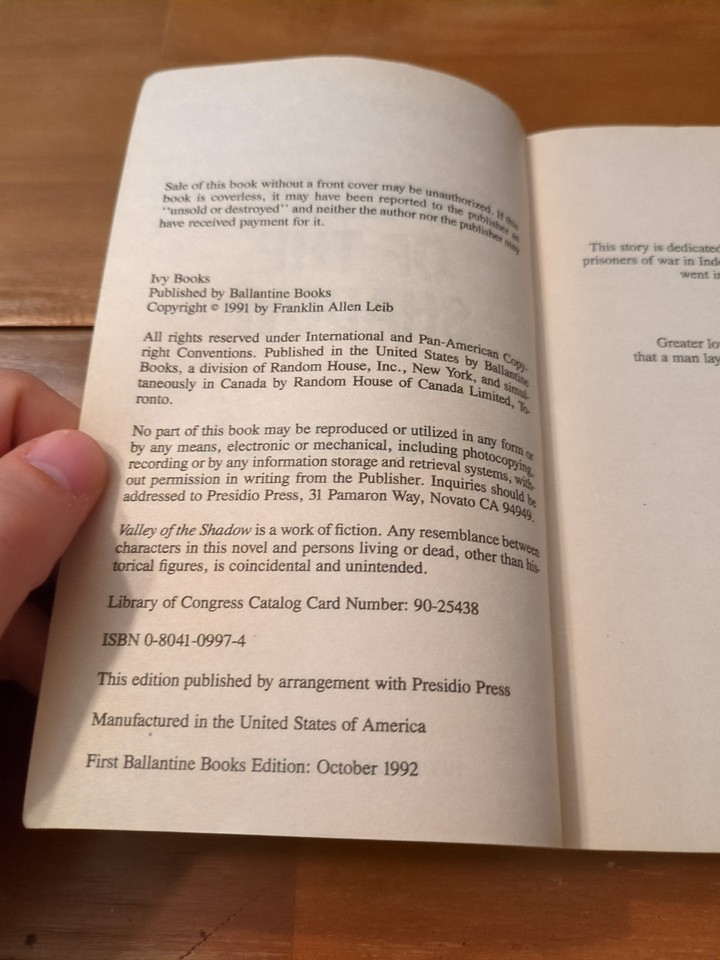 Sale of this book without a front cover may be unauthorized. If this
book is coverless, it may have been reported to the publisher as
"unsold or destroyed" and neither the author nor the publisher may
have received payment for it.
Ivy Books
Published by Ballantine Books
Copyright © 1991 by Franklin Allen Leib
All rights reserved under International and Pan-American Copy-
right Conventions. Published in the United States by Ballantine
Books, a division of Random House, Inc., New York, and simul-
taneously in Canada by Random House of Canada Limited, To-
ronto.
No part of this book may be reproduced or utilized in any form or
by any means, electronic or mechanical, including photocopying,
recording or by any information storage and retrieval systems, with-
out permission in writing from the Publisher. Inquiries should be
addressed to Presidio Press, 31 Pamaron Way, Novato CA 94949.
Valley of the Shadow is a work of fiction. Any resemblance between
characters in this novel and persons living or dead, other than his-
torical figures, is coincidental and unintended.
Library of Congress Catalog Card Number: 90-25438
ISBN 0-8041-0997-4
This edition published by arrangement with Presidio Press
Manufactured in the United States of America
First Ballantine Books Edition: October 1992
This story is dedicated
prisoners of war in Ind
went i
Greater lo
that a man lay